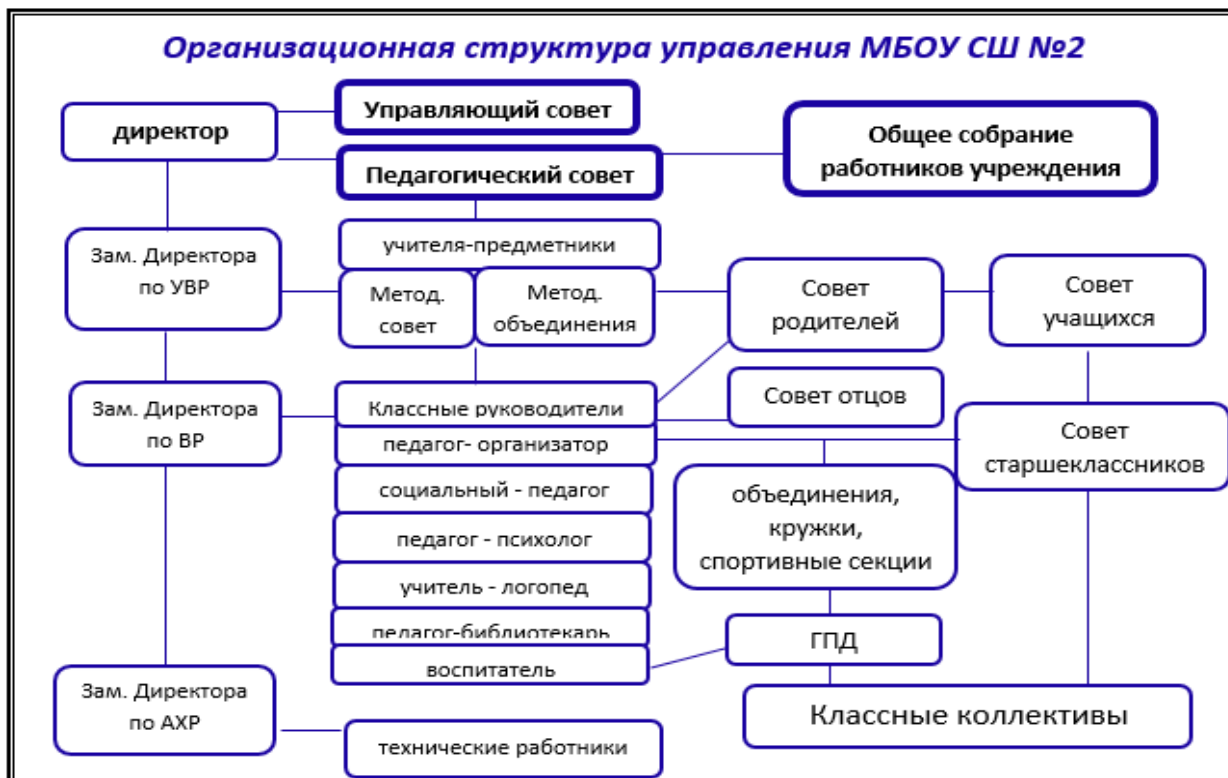 Организационная структура управления МБОУ СШ №2
директор
Управляющий совет
Педагогический совет
Общее собрание
работников учреждения
Зам. Директора
по УВР
учителя-предметники
Метод.
совет
Метод.
объединения
Совет
родителей
Совет
учащихся
Зам. Директора
по ВР
Классные руководители
педагог- организатор
социальный - педагог
педагог - психолог
учитель - логопед
педагог-библиотекарь
воспитатель
Совет отцов
Совет
старшеклассников
объединения,
кружки,
спортивные секции
ГПД
Классные коллективы
Зам. Директора
по АХР
технические работники